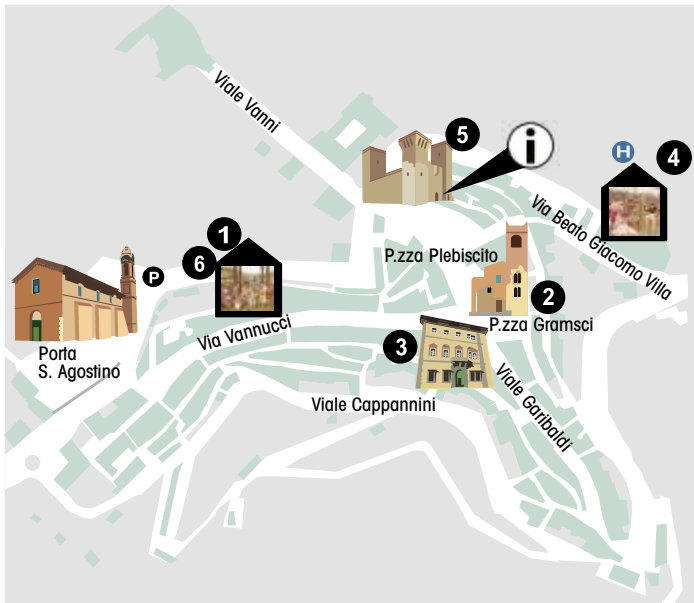 Viale Vanni
5
i
H
4
Via Beato Giacomo Villa
1
6
P
P.zza Plebiscito
2
P.zza Gramsci
Via Vannucci
3
Porta
S. Agostino
Viale Cappannini
Viale Garibaldi